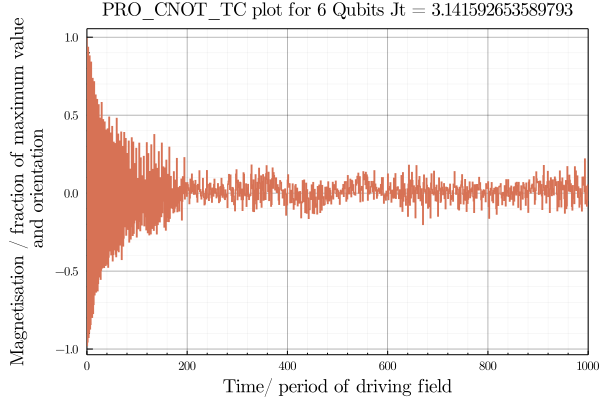 PRO_CNOT_TC plot for 6 Qubits Jt = 3.141592653589793
Magnetisation / fraction of maximum value
and orientation
1.0
0.5
0.0
−0.5
−1.0
0
200
400
600
800
1000
Time/ period of driving field